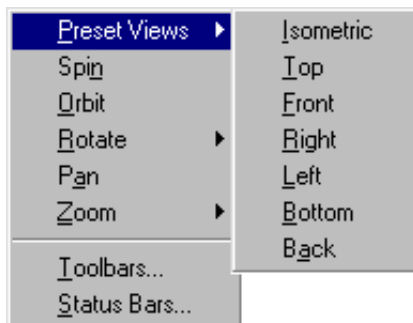 Preset Views
Spin
Orbit
Rotate
Pan
Zoom
Toolbars...
Status Bars...
Isometric
Top
Front
Right
Left
Bottom
Back